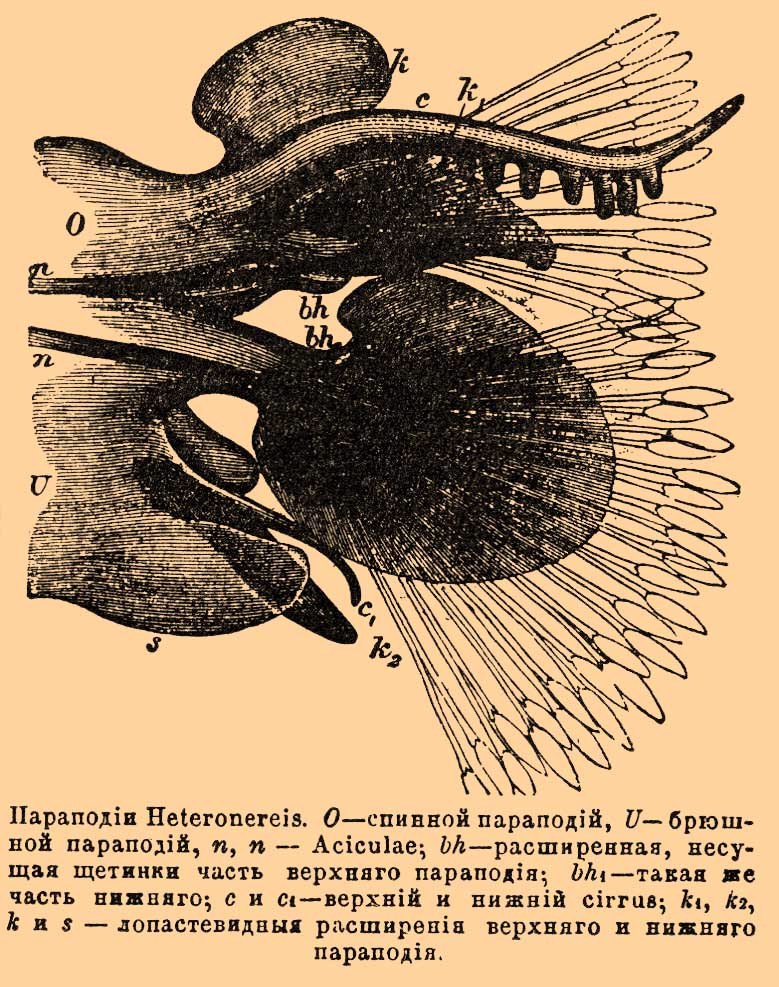 k
c k₁
O
n
bh
bh₁
n
U
c₁
s
k₂
Параподіи Heteronereis. O—спинной параподій, U—брюш-
ной параподій, n, n — Aciculae; bh—расширенная, несу-
щая щетинки часть верхняго параподія; bh₁—такая же
часть нижняго; c и c₁—верхній и нижній cirrus; k₁, k₂,
k и s — лопастевидныя расширенія верхняго и нижняго
параподія.